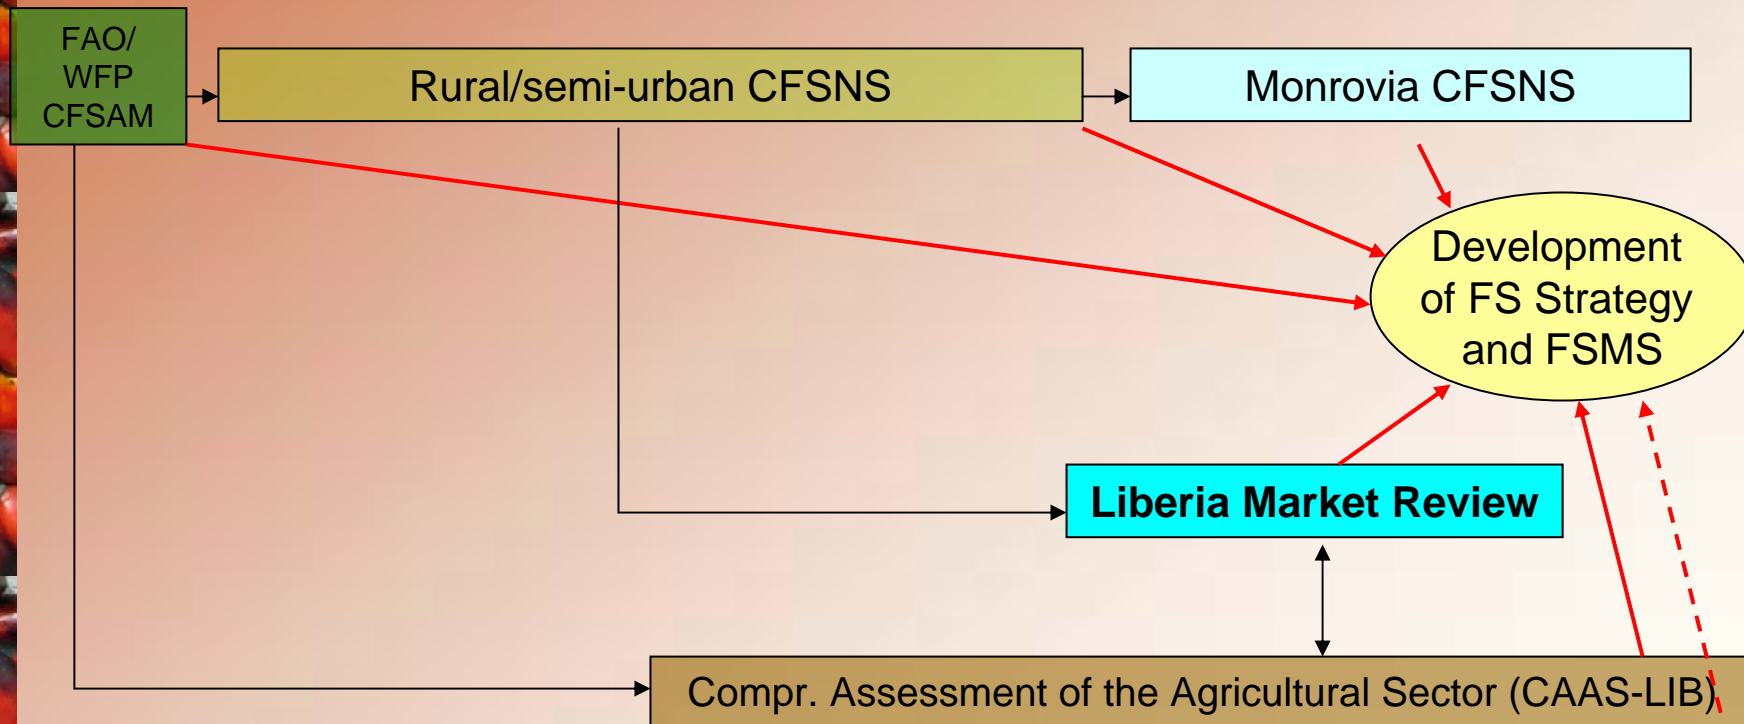 FAO/
WFP
CFSAM
Rural/semi-urban CFSNS
Monrovia CFSNS
Development
of FS Strategy
and FSMS
Liberia Market Review
Compr. Assessment of the Agricultural Sector (CAAS-LIB)